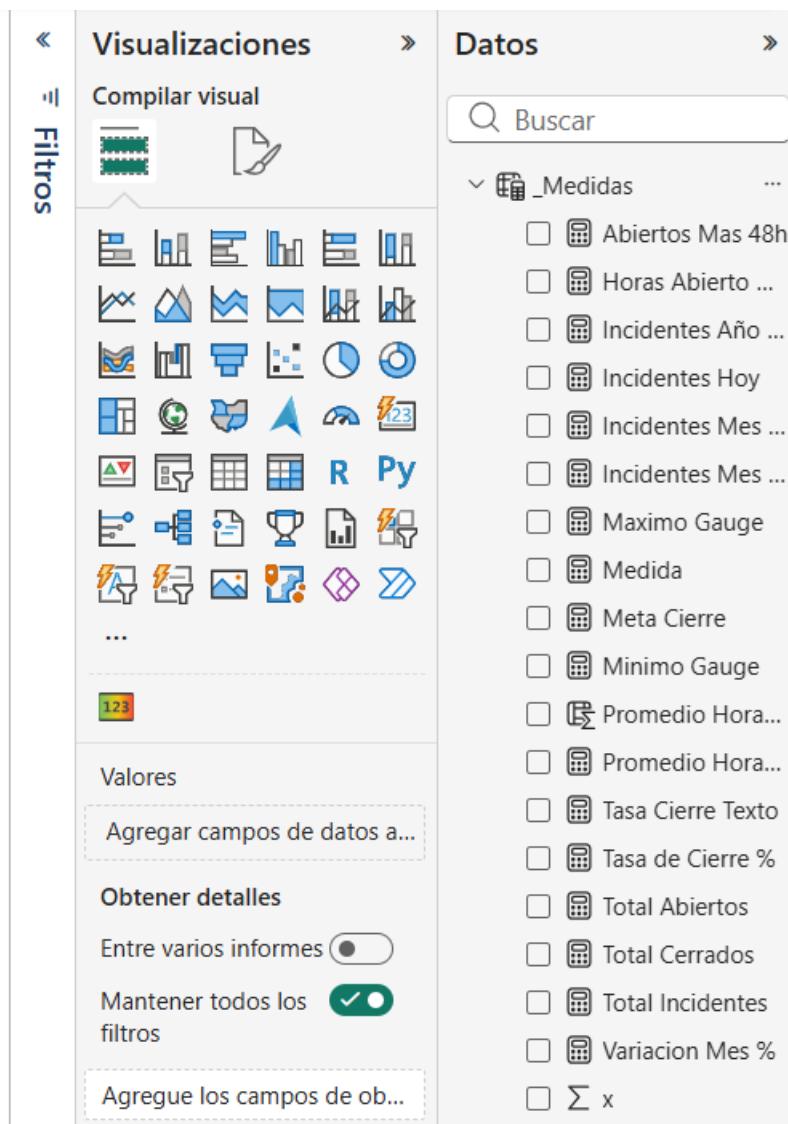 Filtros
Visualizaciones
Compilar visual
123
R
Py
...
123
Valores
Agregar campos de datos a...
Obtener detalles
Entre varios informes
Mantener todos los
filtros
Agregue los campos de ob...
Datos
Buscar
_Medidas
...
Abiertos Mas 48h
Horas Abierto ...
Incidentes Año ...
Incidentes Hoy
Incidentes Mes ...
Incidentes Mes ...
Maximo Gauge
Medida
Meta Cierre
Minimo Gauge
Promedio Hora...
Promedio Hora...
Tasa Cierre Texto
Tasa de Cierre %
Total Abiertos
Total Cerrados
Total Incidentes
Variacion Mes %
Σ x